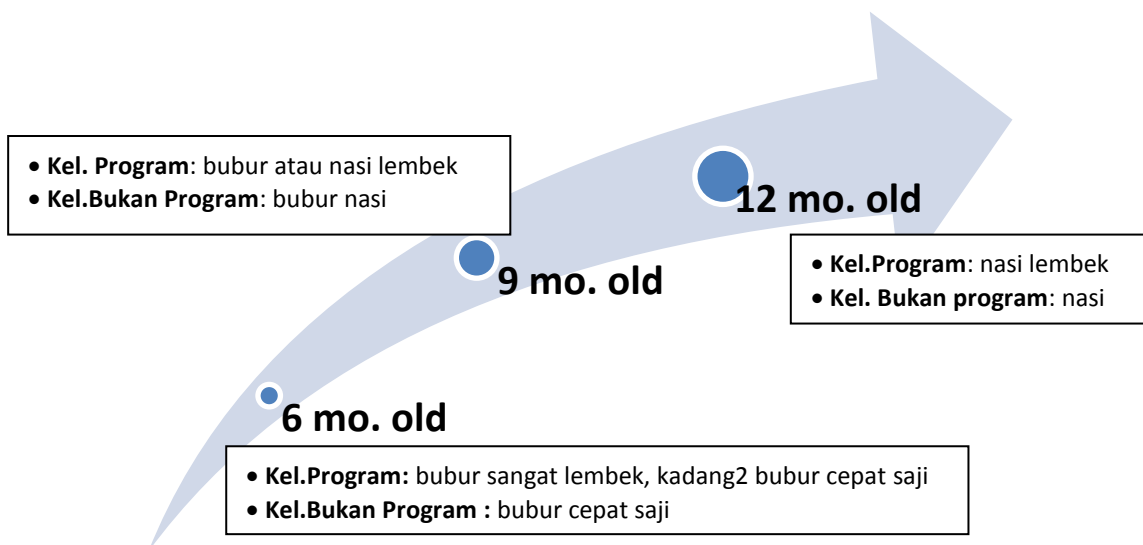 • Kel. Program: bubur atau nasi lembek
• Kel.Bukan Program: bubur nasi
12 mo. old
• Kel.Program: nasi lembek
• Kel. Bukan program: nasi
9 mo. old
6 mo. old
• Kel.Program: bubur sangat lembek, kadang2 bubur cepat saji
• Kel.Bukan Program : bubur cepat saji